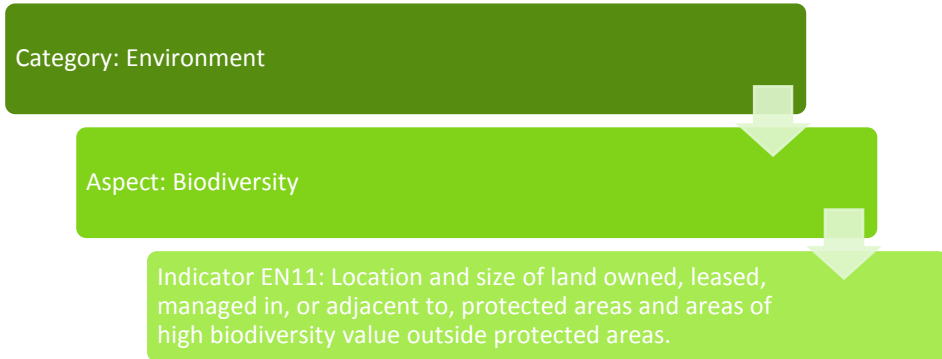 Category: Environment
Aspect: Biodiversity
Indicator EN11: Location and size of land owned, leased,
managed in, or adjacent to, protected areas and areas of
high biodiversity value outside protected areas.